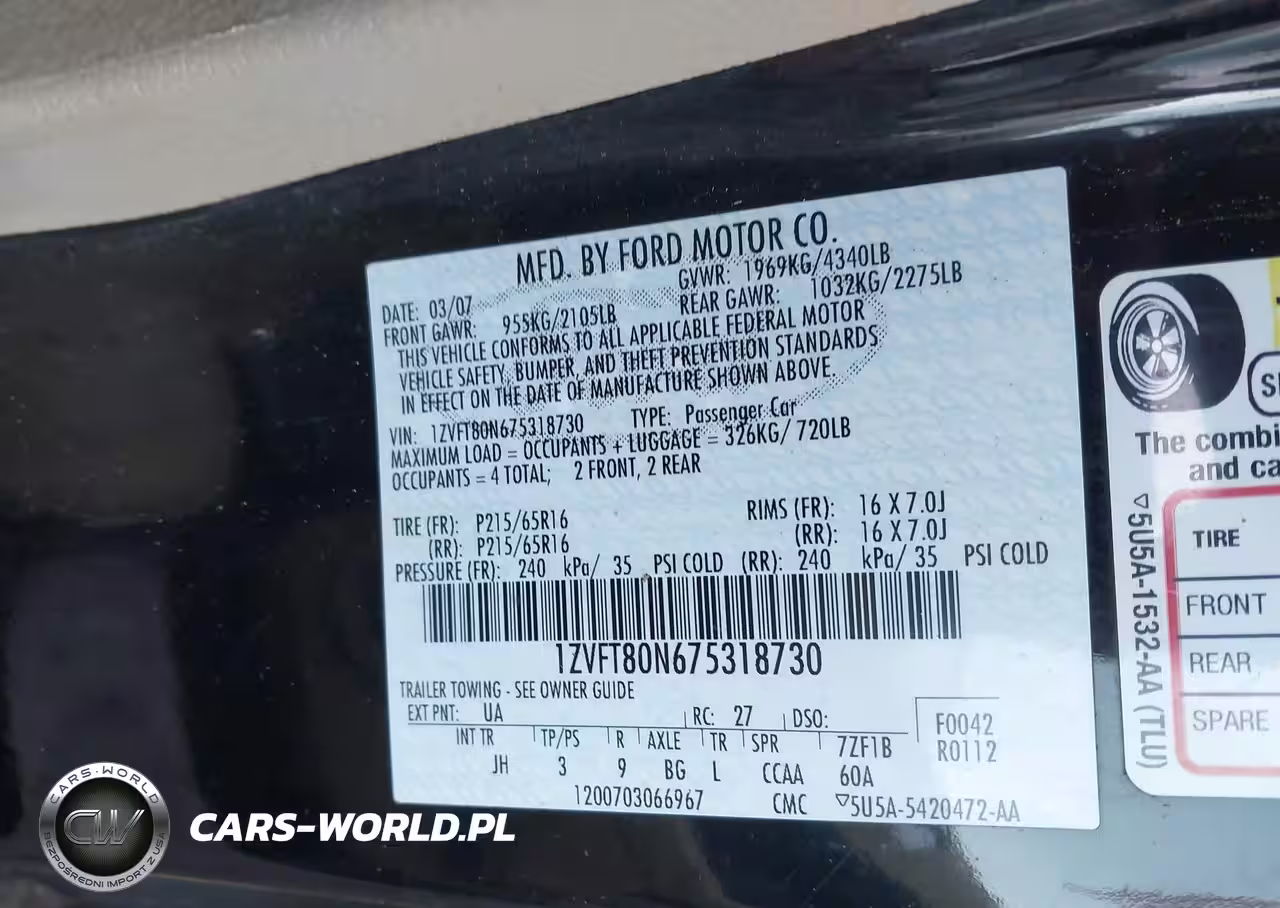 MFD. BY FORD MOTOR CO.
DATE: 03/07 GVWR: 1969KG/4340LB
FRONT GAWR: 955KG/2105LB REAR GAWR: 1032KG/2275LB
THIS VEHICLE CONFORMS TO ALL APPLICABLE FEDERAL MOTOR
VEHICLE SAFETY, BUMPER, AND THEFT PREVENTION STANDARDS
IN EFFECT ON THE DATE OF MANUFACTURE SHOWN ABOVE.
VIN: 1ZVFT80N675318730 TYPE: Passenger Car
MAXIMUM LOAD = OCCUPANTS + LUGGAGE = 326KG/ 720LB
OCCUPANTS = 4 TOTAL; 2 FRONT, 2 REAR
TIRE (FR): P215/65R16 RIMS (FR): 16 X 7.0J
(RR): P215/65R16 (RR): 16 X 7.0J
PRESSURE (FR): 240 kPa/ 35 PSI COLD (RR): 240 kPa/ 35 PSI COLD
1ZVFT80N675318730
TRAILER TOWING - SEE OWNER GUIDE
EXT PNT: UA RC: 27 DSO: F0042
INT TR TP/PS R AXLE TR SPR 7ZF1B R0112
JH 3 9 BG L CCAA 60A
1200703066967 CMC ▽5U5A-5420472-AA
The combi
and ca
TIRE
FRONT
REAR
SPARE
▽5U5A-1532-AA (TLU)
CARS-WORLD
CW
BEZPOŚREDNI IMPORT Z USA
CARS-WORLD.PL